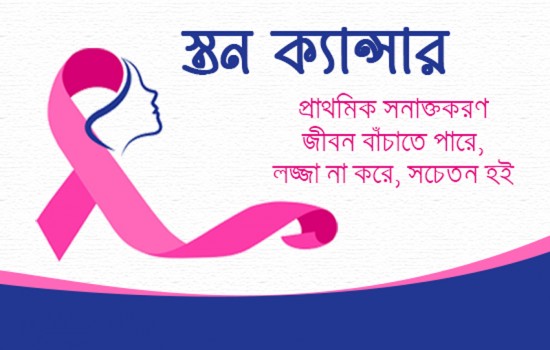 স্তন ক্যান্সার
প্রাথমিক সনাক্তকরণ
জীবন বাঁচাতে পারে,
লজ্জা না করে, সচেতন হই